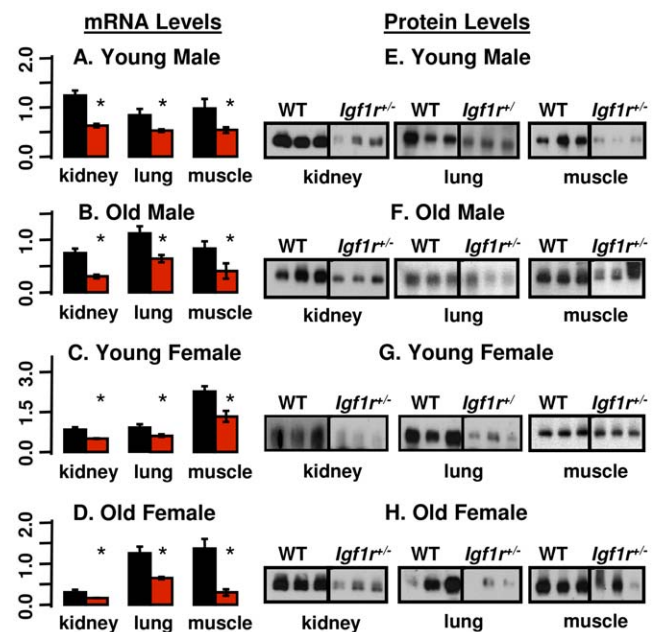 mRNA Levels Protein Levels
A. Young Male E. Young Male
2.0
1.0
0.0
* * *
kidney lung muscle
WT Igf1r+/- WT Igf1r+/ WT Igf1r+/-
kidney lung muscle
B. Old Male F. Old Male
1.0
0.0
* * *
kidney lung muscle
WT Igf1r+/- WT Igf1r+/- WT Igf1r+/-
kidney lung muscle
C. Young Female G. Young Female
3.0
1.5
0.0
* * *
kidney lung muscle
WT Igf1r+/- WT Igf1r+/ WT Igf1r+/-
kidney lung muscle
D. Old Female H. Old Female
2.0
1.0
0.0
* * *
kidney lung muscle
WT Igf1r+/- WT Igf1r+/- WT Igf1r+/-
kidney lung muscle